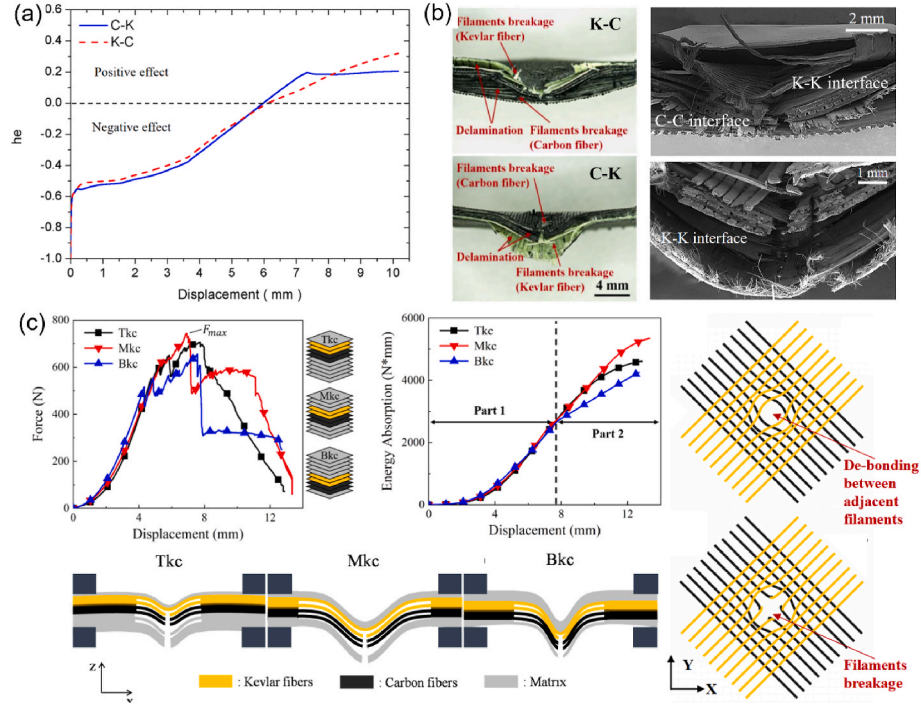 (a)
0.6
0.4
0.2
0.0
-0.2
-0.4
-0.6
-0.8
-1.0
he
C-K
K-C
Positive effect
Negative effect
0
1
2
3
4
5
6
7
8
9
10
Displacement ( mm )
(b)
K-C
Filaments breakage
(Kevlar fiber)
Delamination
Filaments breakage
(Carbon fiber)
Filaments breakage
(Carbon fiber)
C-K
Delamination
Filaments breakage
(Kevlar fiber)
4 mm
2 mm
K-K interface
C-C interface
1 mm
K-K interface
(c)
800
700
600
400
200
0
Force (N)
Tkc
Mkc
Bkc
Fmax
0
4
8
12
Displacement (mm)
Tkc
Mkc
Bkc
6000
4000
2000
0
Energy Absorption (N*mm)
Tkc
Mkc
Bkc
Part 1
Part 2
0
4
8
12
Displacement (mm)
De-bonding
between
adjacent
filaments
Filaments
breakage
Y
X
Tkc
Mkc
Bkc
Z
x
: Kevlar fibers
: Carbon fibers
: Matrix